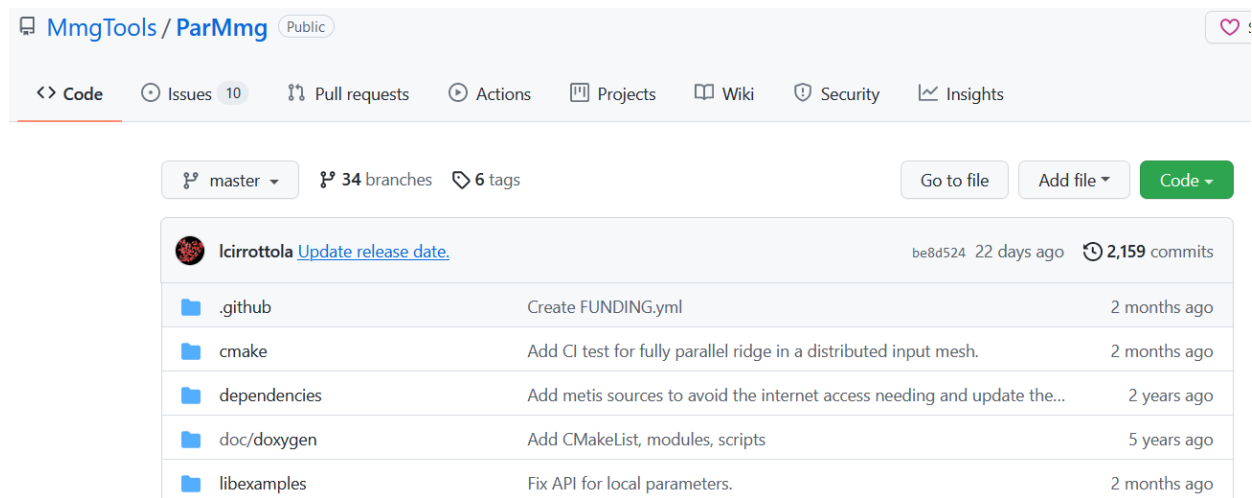 MmgTools / ParMmg Public
Code Issues 10 Pull requests Actions Projects Wiki Security Insights
master 34 branches 6 tags Go to file Add file Code
lcirrottola Update release date. be8d524 22 days ago 2,159 commits
.github Create FUNDING.yml 2 months ago
cmake Add CI test for fully parallel ridge in a distributed input mesh. 2 months ago
dependencies Add metis sources to avoid the internet access needing and update the... 2 years ago
doc/doxygen Add CMakeList, modules, scripts 5 years ago
libexamples Fix API for local parameters. 2 months ago